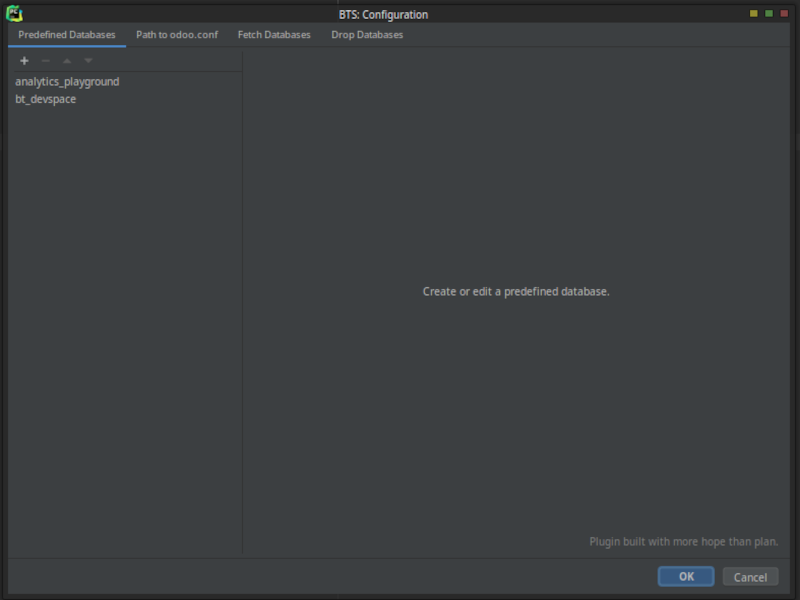 BTS: Configuration
Predefined Databases Path to odoo.conf Fetch Databases Drop Databases
analytics_playground
bt_devspace
Create or edit a predefined database.
Plugin built with more hope than plan.
OK Cancel